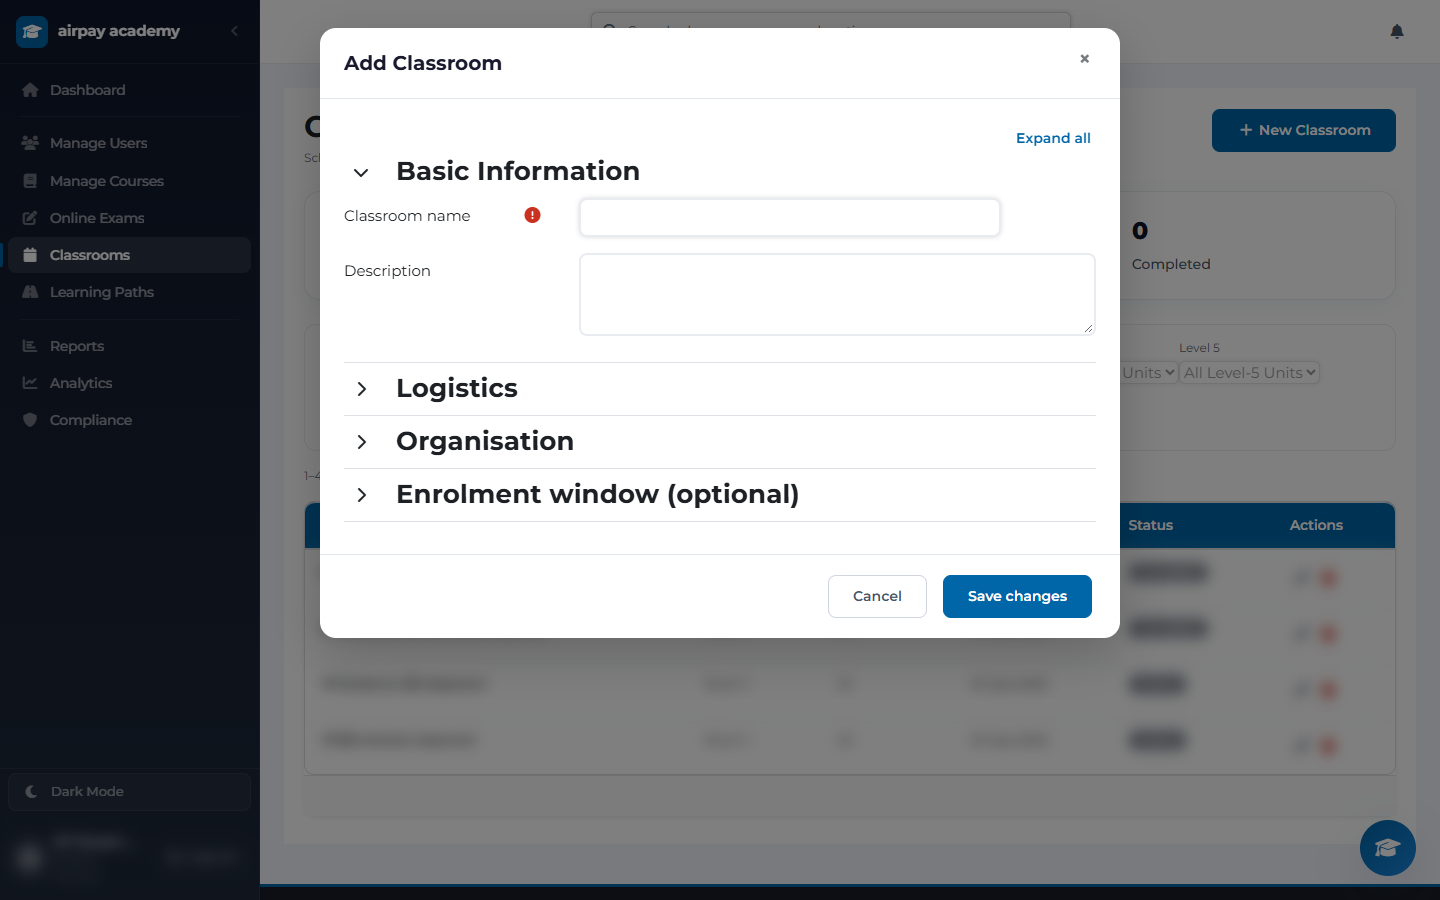 airpay academy
Dashboard
Manage Users
Manage Courses
Online Exams
Classrooms
Learning Paths
Reports
Analytics
Compliance
Dark Mode
New Classroom
0
Completed
Level 5
Units
All Level-5 Units
Status
Actions
Add Classroom
×
Expand all
Basic Information
Classroom name
Description
Logistics
Organisation
Enrolment window (optional)
Cancel
Save changes